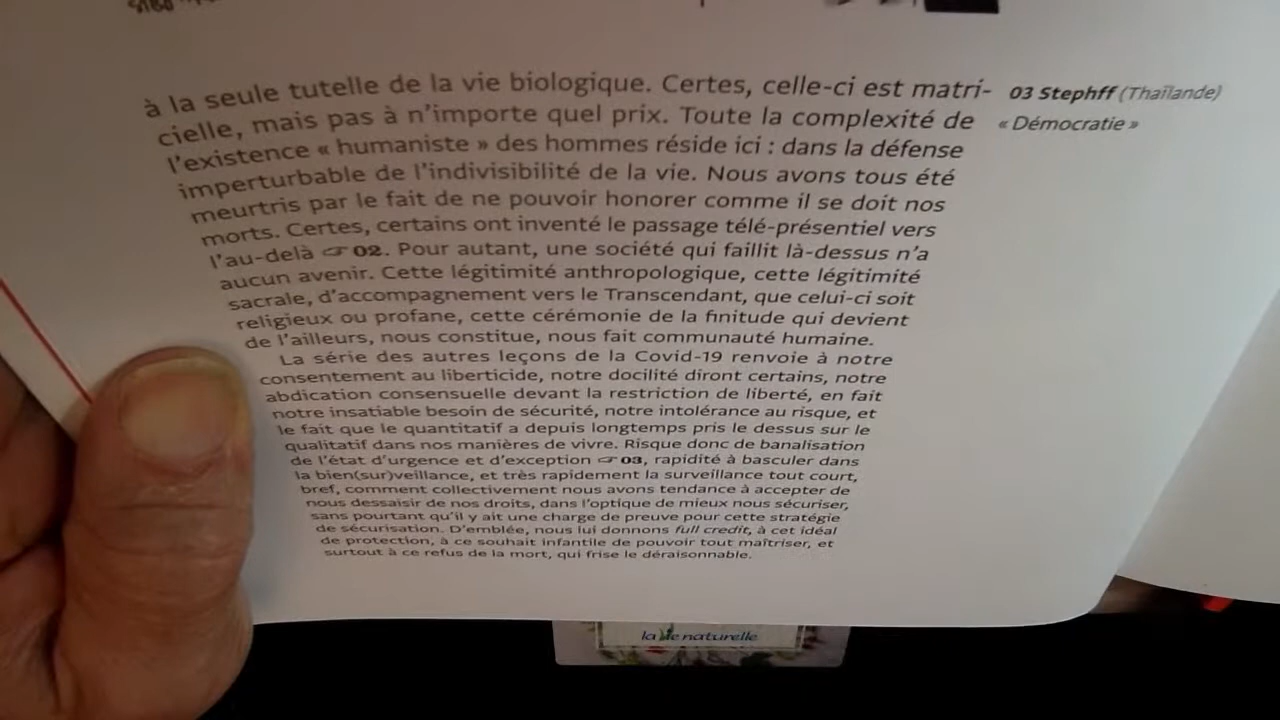 à la seule tutelle de la vie biologique. Certes, celle-ci est matri-
cielle, mais pas à n'importe quel prix. Toute la complexité de
l'existence « humaniste » des hommes réside ici : dans la défense
imperturbable de l'indivisibilité de la vie. Nous avons tous été
meurtris par le fait de ne pouvoir honorer comme il se doit nos
morts. Certes, certains ont inventé le passage télé-présentiel vers
l'au-delà ☞ 02. Pour autant, une société qui faillit là-dessus n'a
aucun avenir. Cette légitimité anthropologique, cette légitimité
sacrale, d'accompagnement vers le Transcendant, que celui-ci soit
religieux ou profane, cette cérémonie de la finitude qui devient
de l'ailleurs, nous constitue, nous fait communauté humaine.
La série des autres leçons de la Covid-19 renvoie à notre
consentement au liberticide, notre docilité diront certains, notre
abdication consensuelle devant la restriction de liberté, en fait
notre insatiable besoin de sécurité, notre intolérance au risque, et
le fait que le quantitatif a depuis longtemps pris le dessus sur le
qualitatif dans nos manières de vivre. Risque donc de banalisation
de l'état d'urgence et d'exception ☞ 03, rapidité à basculer dans
la bien(sur)veillance, et très rapidement la surveillance tout court,
bref, comment collectivement nous avons tendance à accepter de
nous dessaisir de nos droits, dans l'optique de mieux nous sécuriser,
sans pourtant qu'il y ait une charge de preuve pour cette stratégie
de sécurisation. D'emblée, nous lui donnons full credit, à cet idéal
de protection, à ce souhait infantile de pouvoir tout maîtriser, et
surtout à ce refus de la mort, qui frise le déraisonnable.
03 Stephff (Thaïlande)
« Démocratie »
la vie naturelle